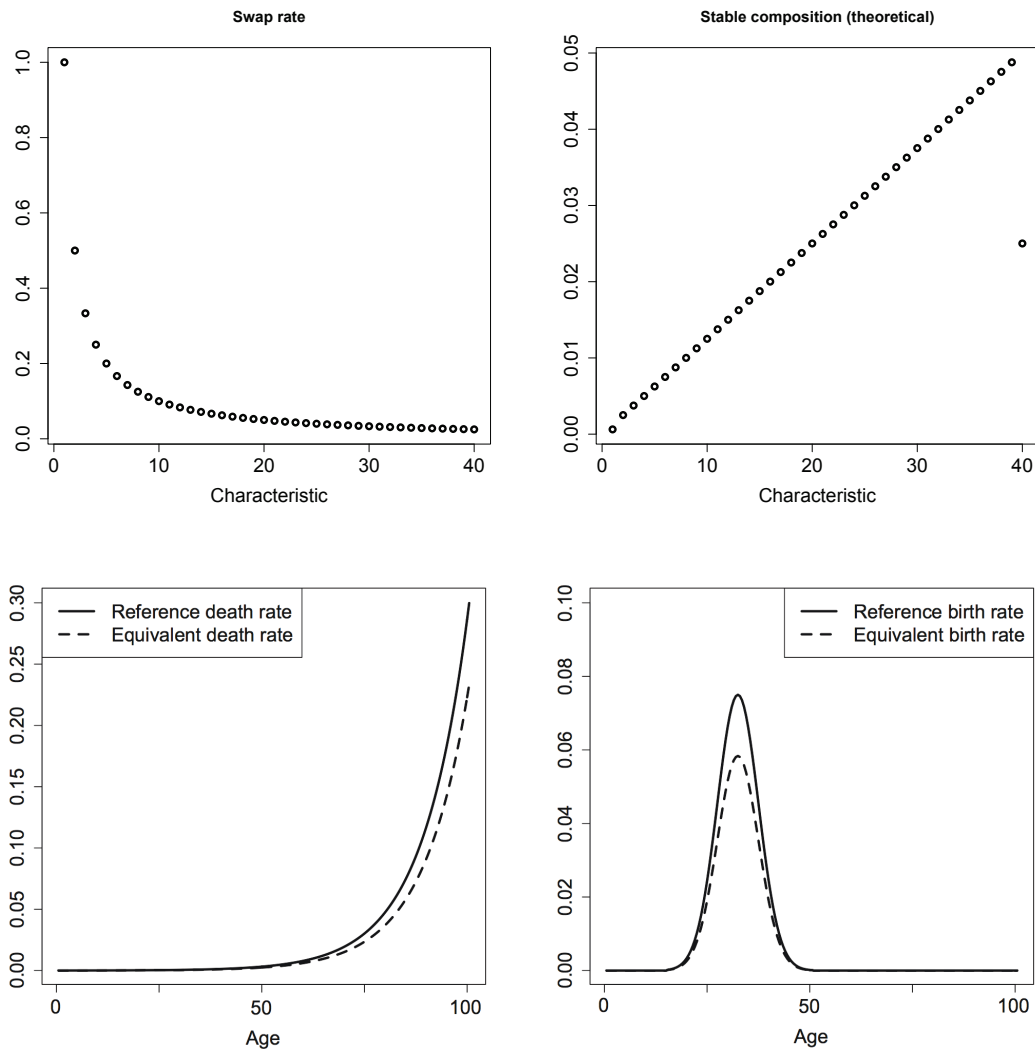 Swap rate
1.0
0.8
0.6
0.4
0.2
0.0
0 10 20 30 40
Characteristic
Stable composition (theoretical)
0.05
0.04
0.03
0.02
0.01
0.00
0 10 20 30 40
Characteristic
Reference death rate
Equivalent death rate
0.30
0.25
0.20
0.15
0.10
0.05
0.00
0 50 100
Age
Reference birth rate
Equivalent birth rate
0.10
0.08
0.06
0.04
0.02
0.00
0 50 100
Age